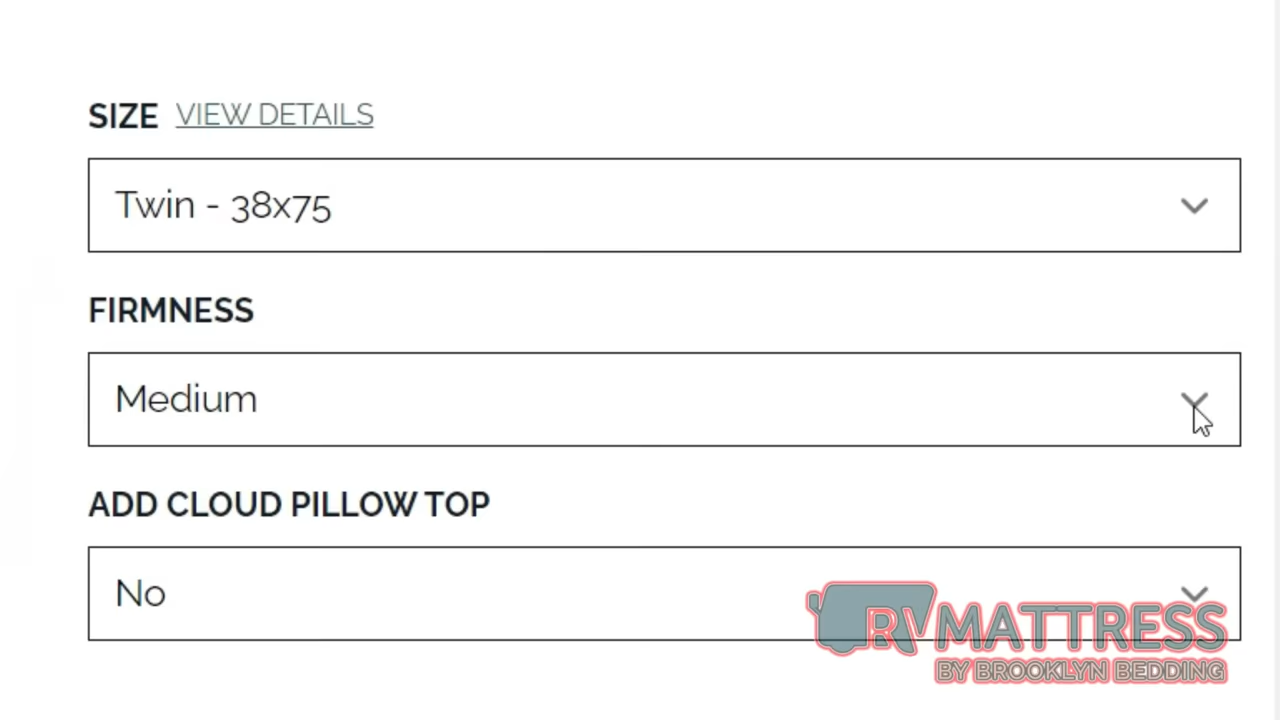 SIZE VIEW DETAILS
Twin - 38x75
FIRMNESS
Medium
ADD CLOUD PILLOW TOP
No
RVMATTRESS
BY BROOKLYN BEDDING